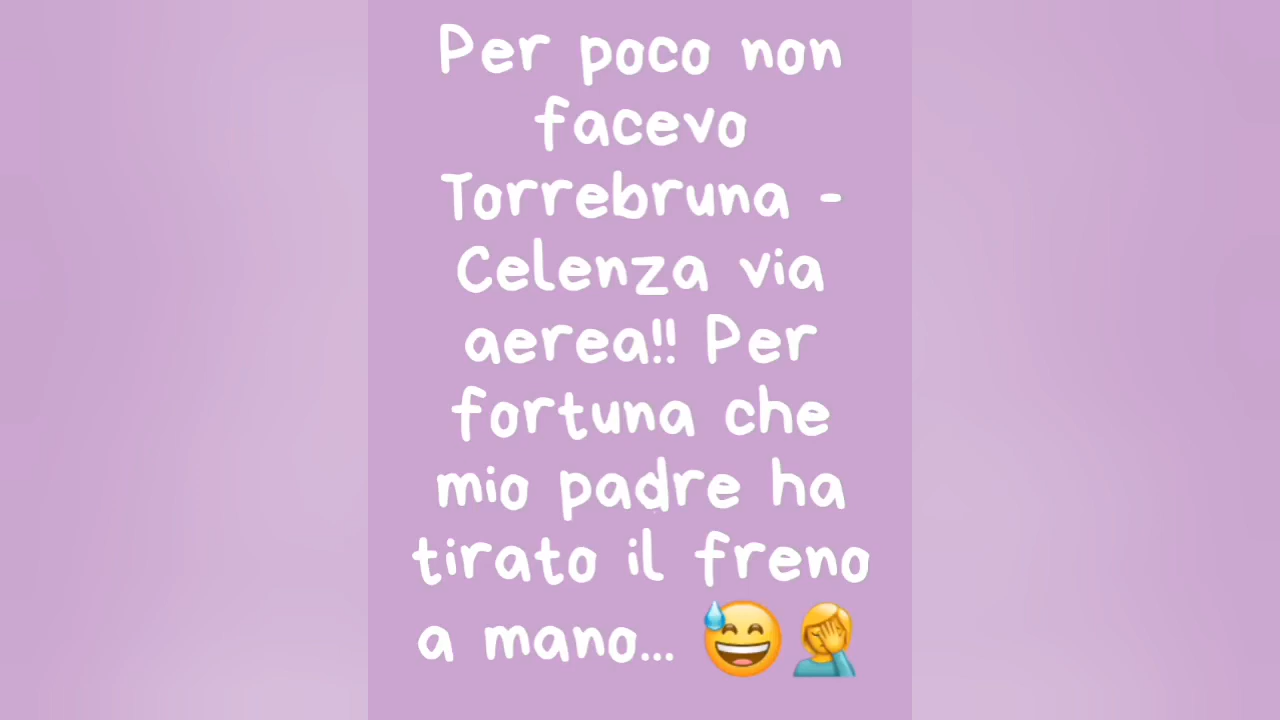 Per poco non
facevo
Torrebruna -
Celenza via
aerea!! Per
fortuna che
mio padre ha
tirato il freno
a mano... 😅🤦